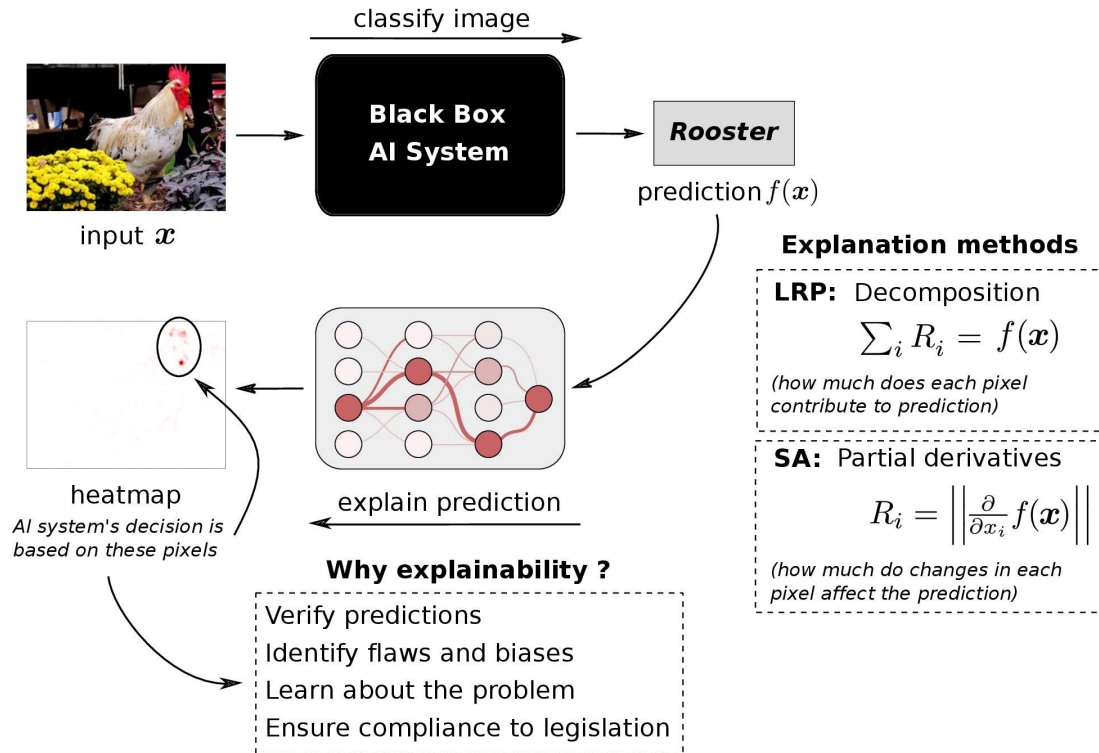 classify image
Black Box
AI System
Rooster
prediction f(x)
input x
Explanation methods
LRP: Decomposition
∑ᵢ Rᵢ = f(x)
(how much does each pixel
contribute to prediction)
SA: Partial derivatives
Rᵢ = ||∂/∂xᵢ f(x)||
(how much do changes in each
pixel affect the prediction)
heatmap
AI system's decision is
based on these pixels
explain prediction
Why explainability ?
Verify predictions
Identify flaws and biases
Learn about the problem
Ensure compliance to legislation